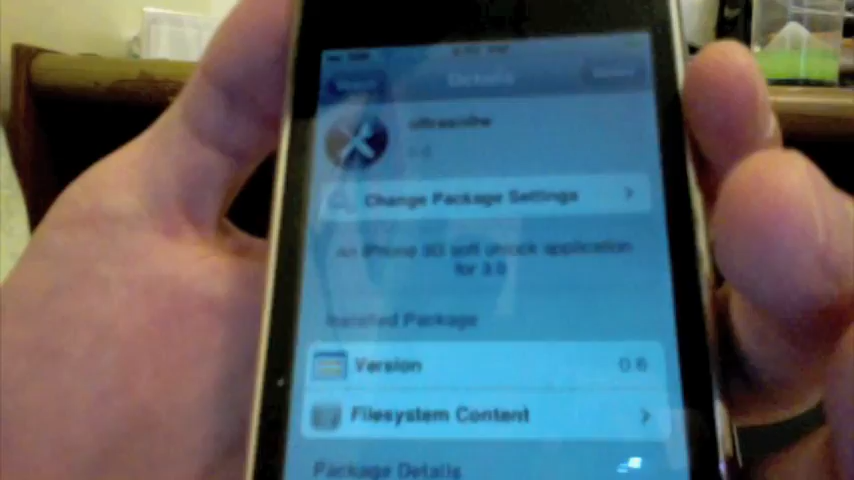 Details
ultrasn0w
Change Package Settings
An iPhone 3G soft unlock application
for 3.0
Installed Package
Version 0.6
Filesystem Content
Package Details